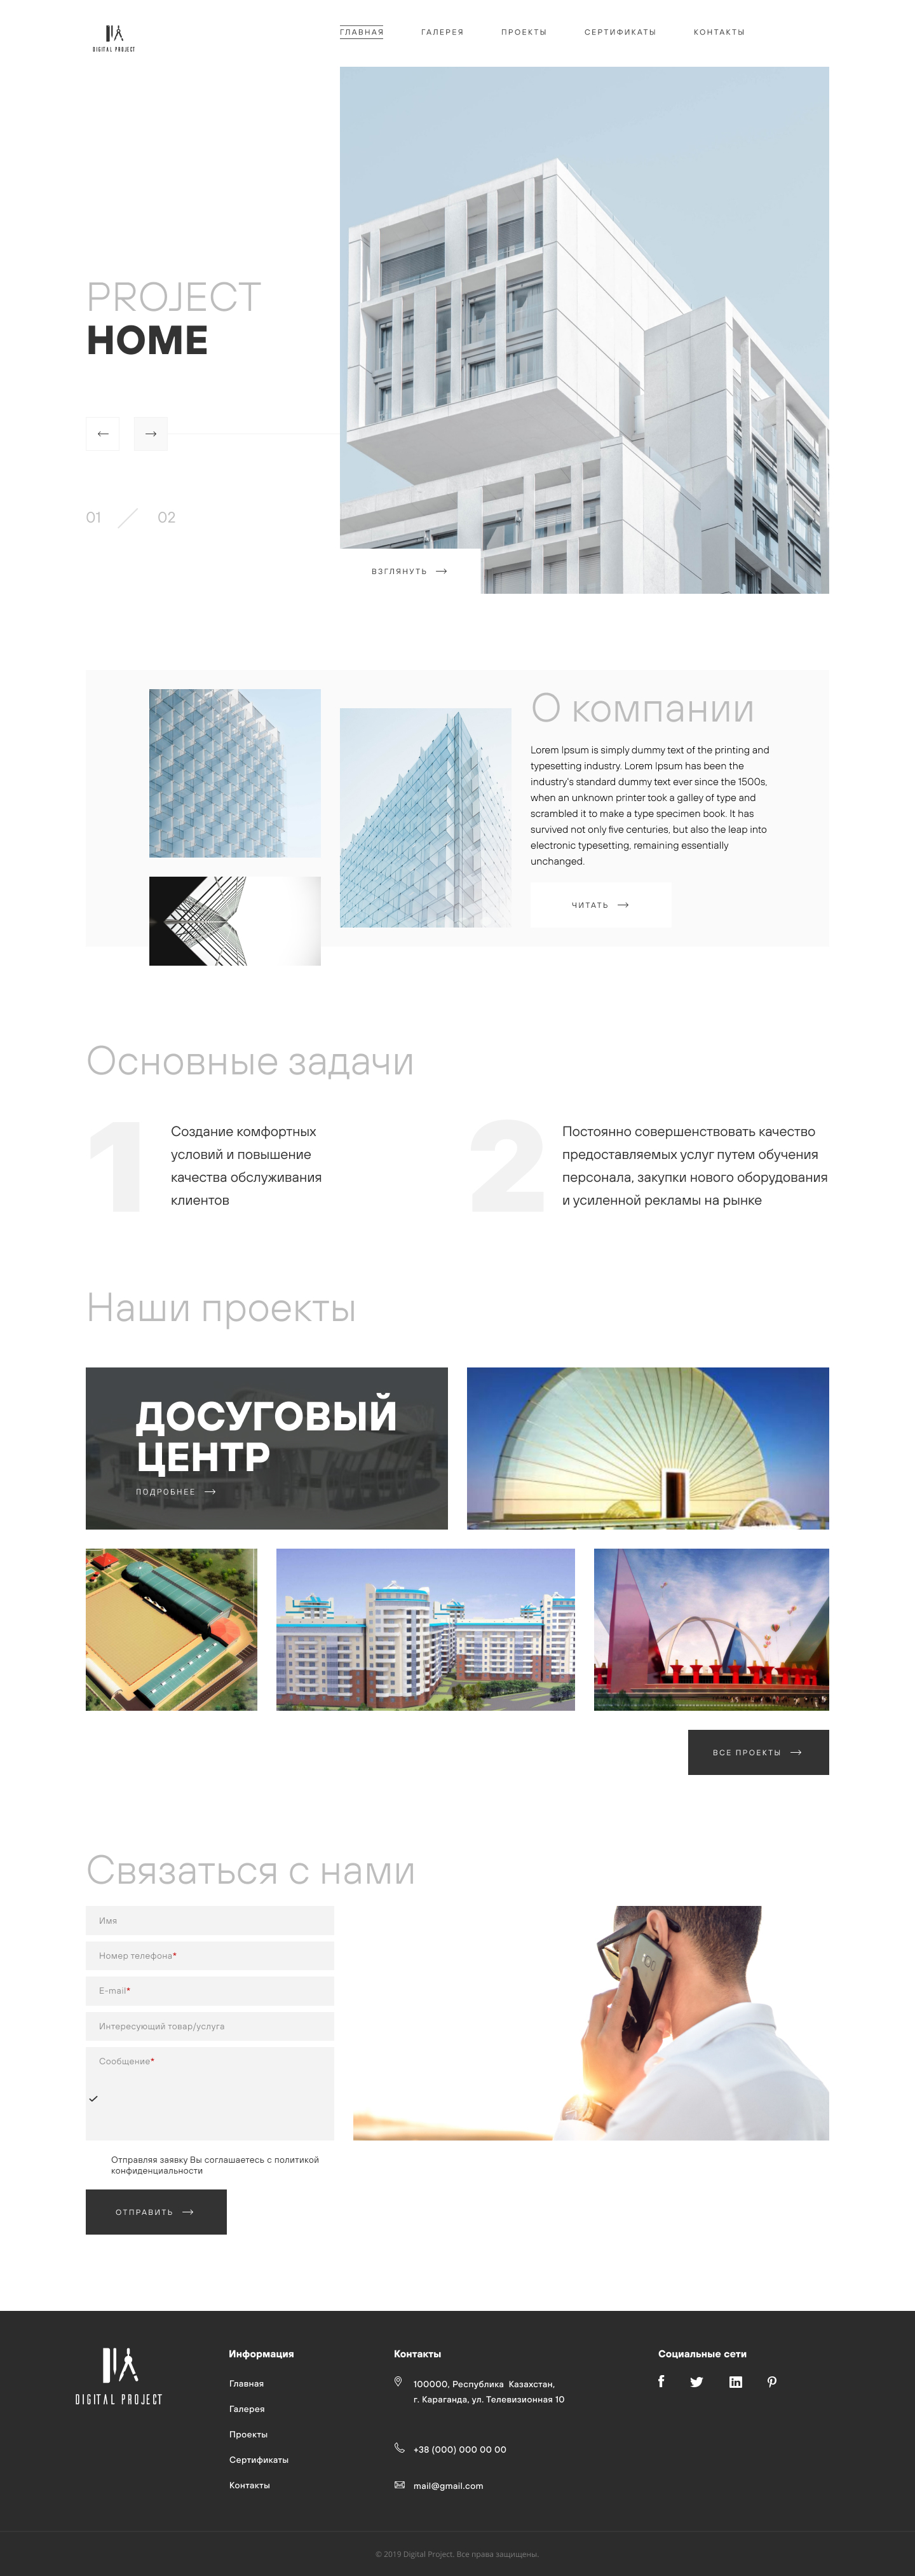 DIGITAL PROJECT
ГЛАВНАЯ
ГАЛЕРЕЯ
ПРОЕКТЫ
СЕРТИФИКАТЫ
КОНТАКТЫ
PROJECT
HOME
01
02
ВЗГЛЯНУТЬ
О компании
Lorem Ipsum is simply dummy text of the printing and
typesetting industry. Lorem Ipsum has been the
industry's standard dummy text ever since the 1500s,
when an unknown printer took a galley of type and
scrambled it to make a type specimen book. It has
survived not only five centuries, but also the leap into
electronic typesetting, remaining essentially
unchanged.
ЧИТАТЬ
Основные задачи
1
Создание комфортных
условий и повышение
качества обслуживания
клиентов
2
Постоянно совершенствовать качество
предоставляемых услуг путем обучения
персонала, закупки нового оборудования
и усиленной рекламы на рынке
Наши проекты
ДОСУГОВЫЙ
ЦЕНТР
ПОДРОБНЕЕ
ВСЕ ПРОЕКТЫ
Связаться с нами
Имя
Номер телефона*
E-mail*
Интересующий товар/услуга
Сообщение*
Отправляя заявку Вы соглашаетесь с политикой
конфиденциальности
ОТПРАВИТЬ
DIGITAL PROJECT
Информация
Главная
Галерея
Проекты
Сертификаты
Контакты
Контакты
100000, Республика Казахстан,
г. Караганда, ул. Телевизионная 10
+38 (000) 000 00 00
mail@gmail.com
Социальные сети
© 2019 Digital Project. Все права защищены.